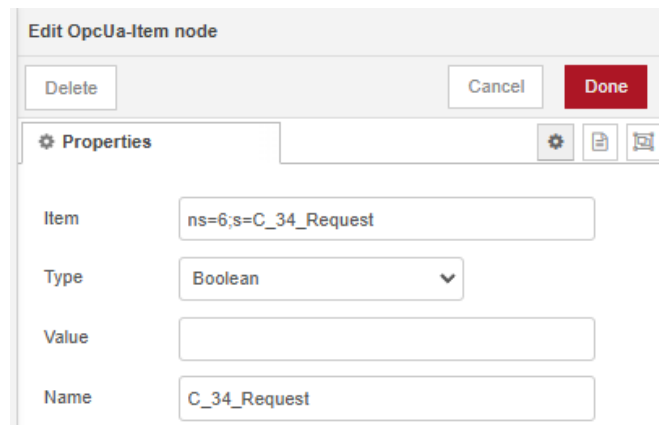 Edit OpcUa-Item node
Delete Cancel Done
Properties
Item ns=6;s=C_34_Request
Type Boolean
Value
Name C_34_Request